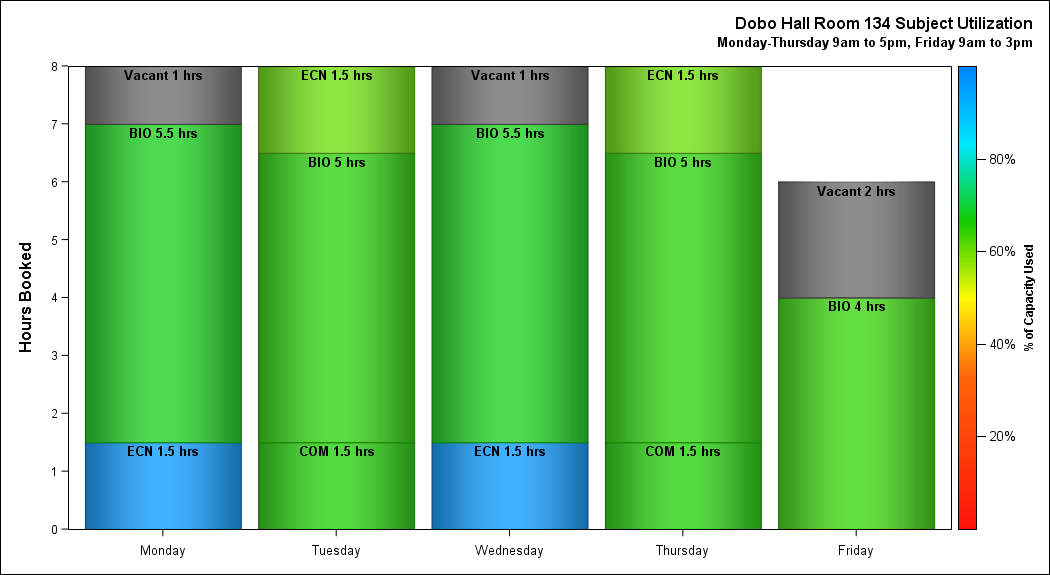 Dobo Hall Room 134 Subject Utilization
Monday-Thursday 9am to 5pm, Friday 9am to 3pm
Hours Booked
8
7
6
5
4
3
2
1
0
Vacant 1 hrs
BIO 5.5 hrs
ECN 1.5 hrs
ECN 1.5 hrs
BIO 5 hrs
COM 1.5 hrs
Vacant 1 hrs
BIO 5.5 hrs
ECN 1.5 hrs
ECN 1.5 hrs
BIO 5 hrs
COM 1.5 hrs
Vacant 2 hrs
BIO 4 hrs
Monday
Tuesday
Wednesday
Thursday
Friday
80%
60%
40%
20%
% of Capacity Used